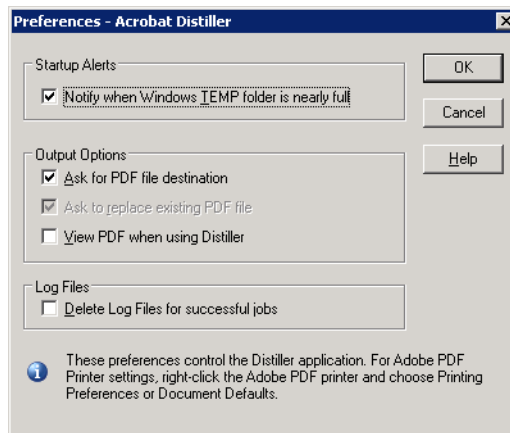 Preferences - Acrobat Distiller
Startup Alerts
Notify when Windows TEMP folder is nearly full
Output Options
Ask for PDF file destination
Ask to replace existing PDF file
View PDF when using Distiller
Log Files
Delete Log Files for successful jobs
These preferences control the Distiller application. For Adobe PDF
Printer settings, right-click the Adobe PDF printer and choose Printing
Preferences or Document Defaults.
OK
Cancel
Help